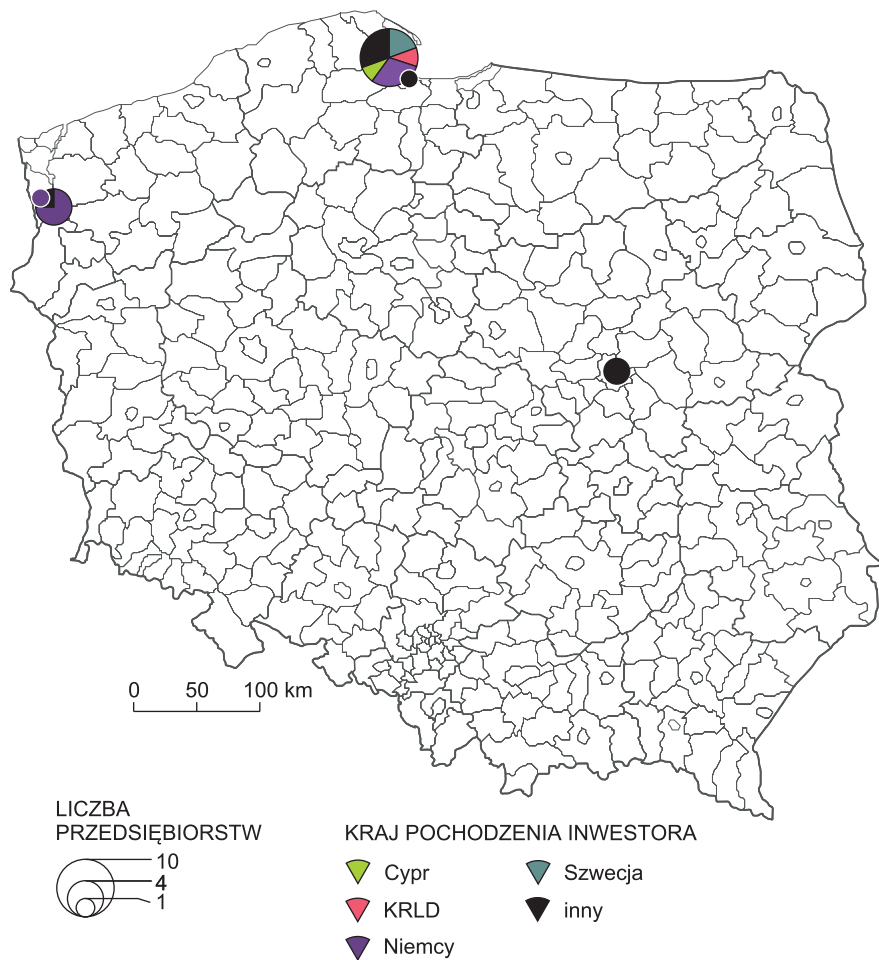 0 50 100 km
LICZBA
PRZEDSIĘBIORSTW
10
4
1
KRAJ POCHODZENIA INWESTORA
Cypr
KRLD
Niemcy
Szwecja
inny